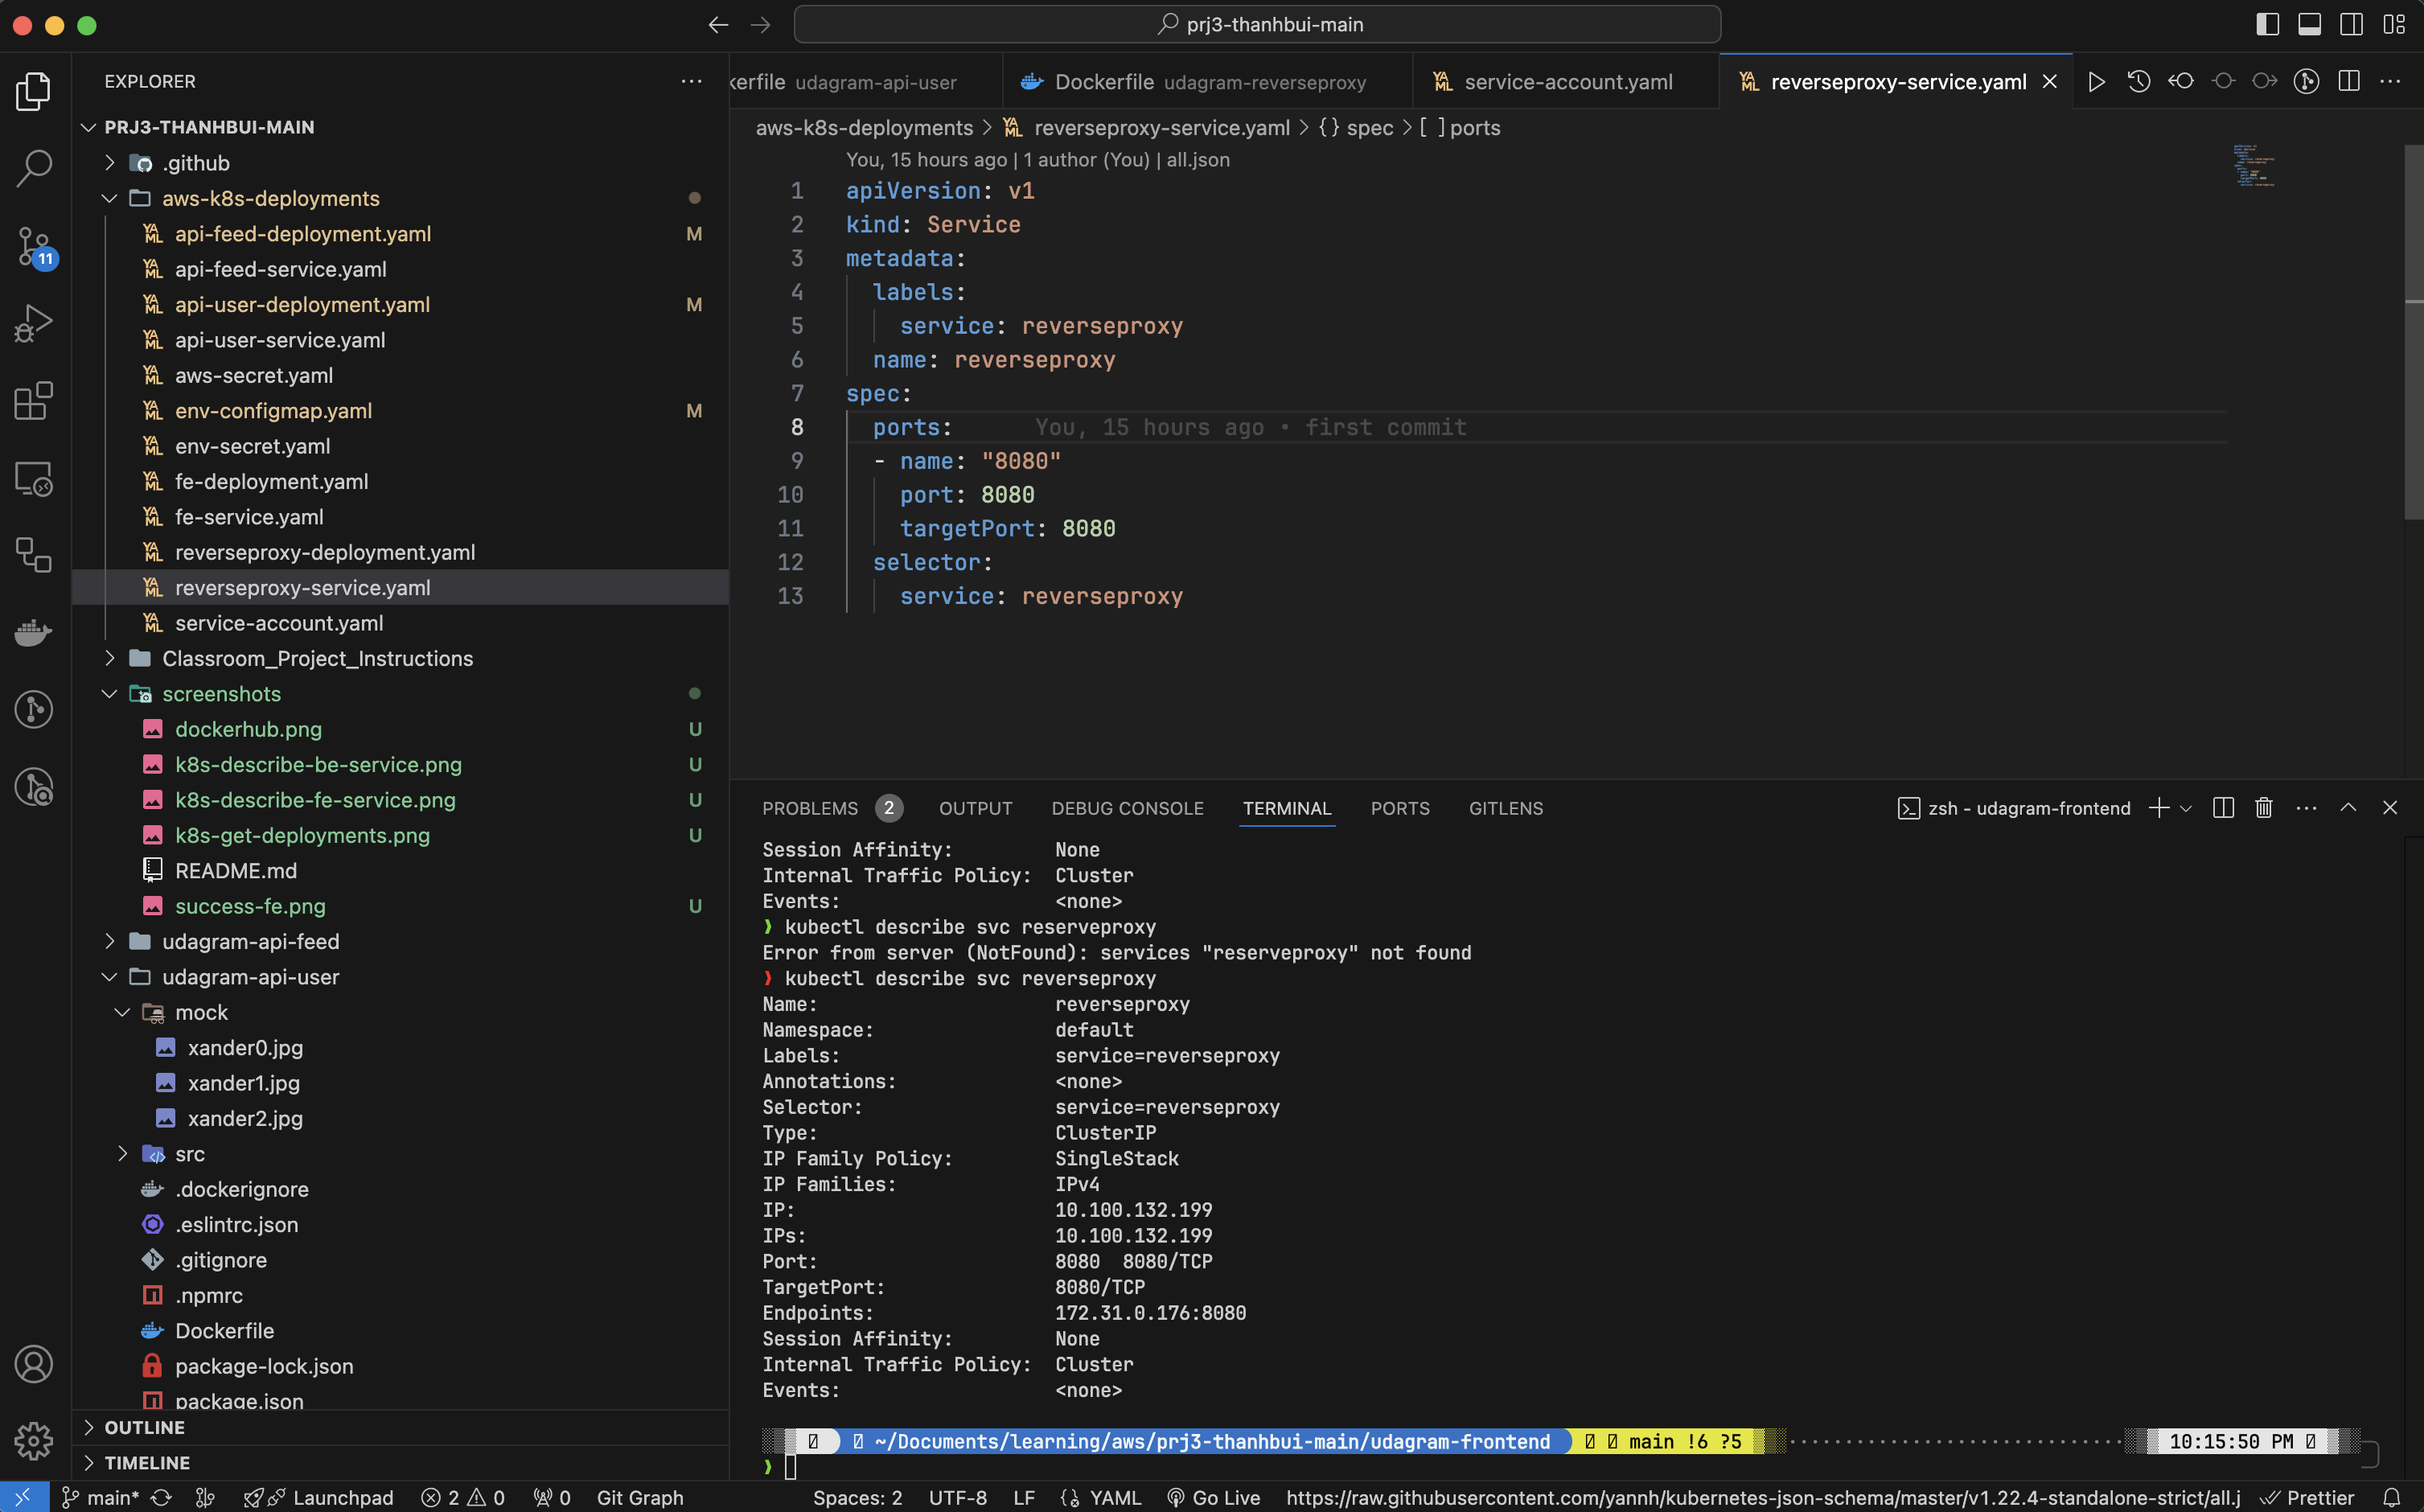 prj3-thanhbui-main
EXPLORER
PRJ3-THANHBUI-MAIN
.github
aws-k8s-deployments
api-feed-deployment.yaml M
api-feed-service.yaml
api-user-deployment.yaml M
api-user-service.yaml
aws-secret.yaml
env-configmap.yaml M
env-secret.yaml
fe-deployment.yaml
fe-service.yaml
reverseproxy-deployment.yaml
reverseproxy-service.yaml
service-account.yaml
Classroom_Project_Instructions
screenshots
dockerhub.png U
k8s-describe-be-service.png U
k8s-describe-fe-service.png U
k8s-get-deployments.png U
README.md
success-fe.png U
udagram-api-feed
udagram-api-user
mock
xander0.jpg
xander1.jpg
xander2.jpg
src
.dockerignore
.eslintrc.json
.gitignore
.npmrc
Dockerfile
package-lock.json
package.json
OUTLINE
TIMELINE
11
kerfile udagram-api-user
Dockerfile udagram-reverseproxy
service-account.yaml
reverseproxy-service.yaml
aws-k8s-deployments > reverseproxy-service.yaml > {} spec > [ ] ports
You, 15 hours ago | 1 author (You) | all.json
1 apiVersion: v1
2 kind: Service
3 metadata:
4 labels:
5 service: reverseproxy
6 name: reverseproxy
7 spec:
8 ports: You, 15 hours ago • first commit
9 - name: "8080"
10 port: 8080
11 targetPort: 8080
12 selector:
13 service: reverseproxy
PROBLEMS 2 OUTPUT DEBUG CONSOLE TERMINAL PORTS GITLENS
zsh - udagram-frontend
Session Affinity: None
Internal Traffic Policy: Cluster
Events: <none>
❯ kubectl describe svc reserveproxy
Error from server (NotFound): services "reserveproxy" not found
❯ kubectl describe svc reverseproxy
Name: reverseproxy
Namespace: default
Labels: service=reverseproxy
Annotations: <none>
Selector: service=reverseproxy
Type: ClusterIP
IP Family Policy: SingleStack
IP Families: IPv4
IP: 10.100.132.199
IPs: 10.100.132.199
Port: 8080 8080/TCP
TargetPort: 8080/TCP
Endpoints: 172.31.0.176:8080
Session Affinity: None
Internal Traffic Policy: Cluster
Events: <none>
~/Documents/learning/aws/prj3-thanhbui-main/udagram-frontend main !6 ?5 10:15:50 PM
❯
main* Launchpad 2 0 0 Git Graph Spaces: 2 UTF-8 LF {} YAML Go Live https://raw.githubusercontent.com/yannh/kubernetes-json-schema/master/v1.22.4-standalone-strict/all.j Prettier